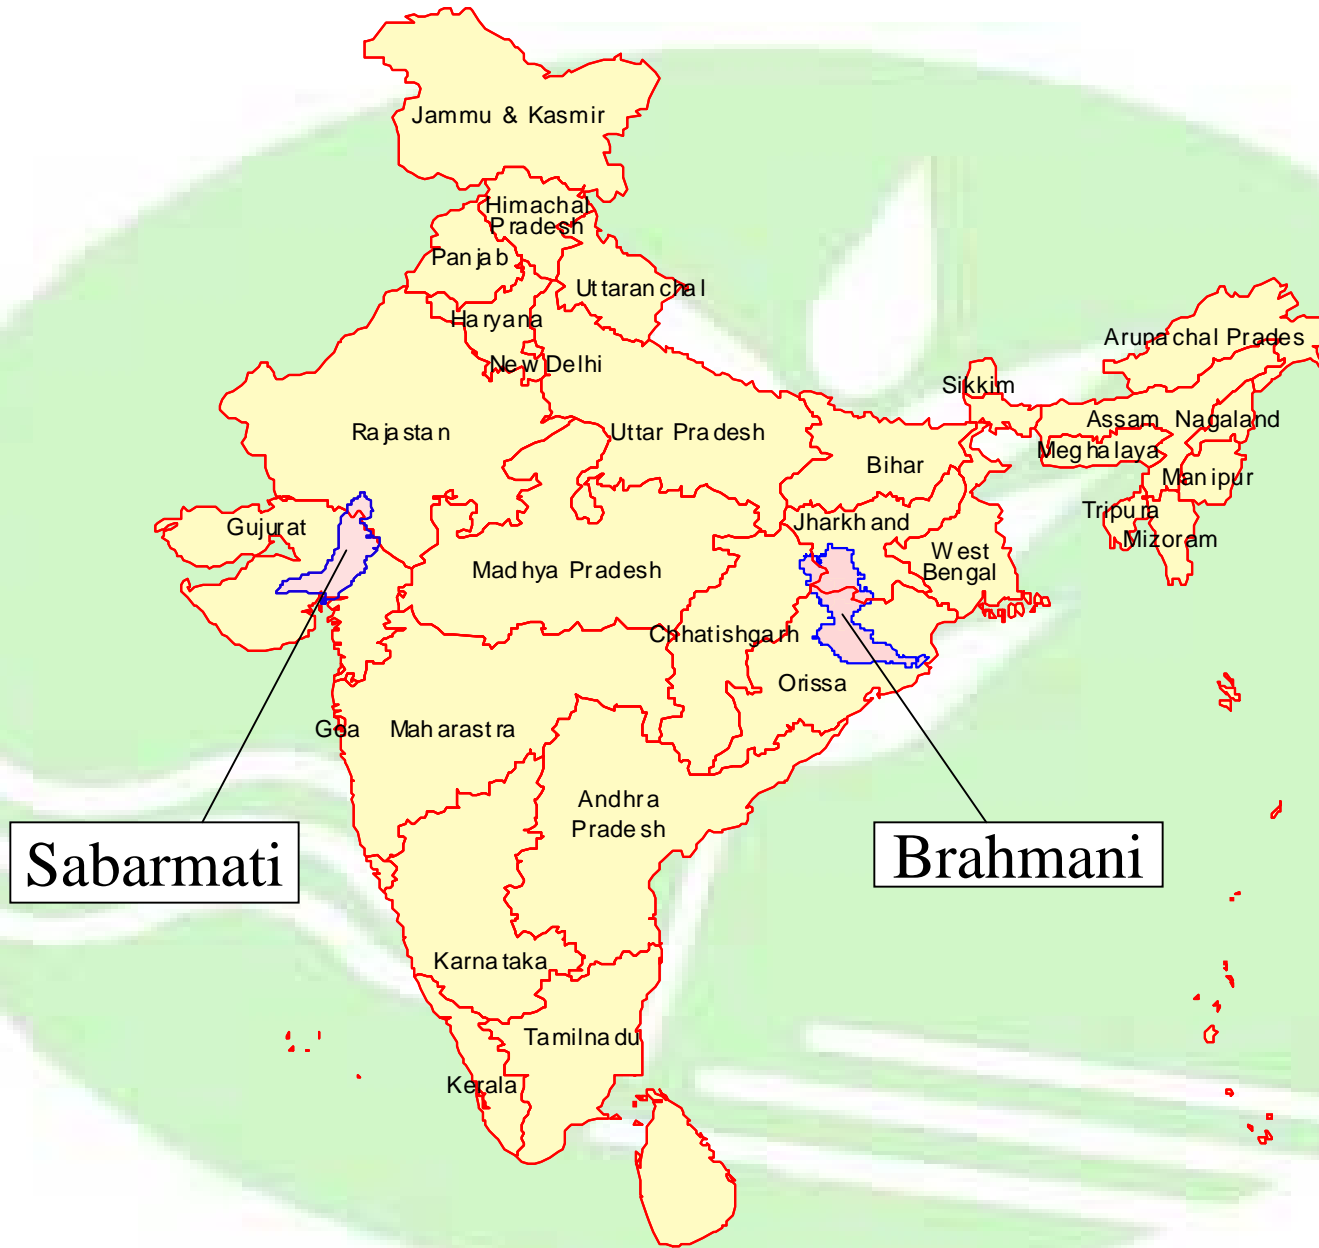 Jammu & Kasmir
Himachal
Pradesh
Panjab
Uttaranchal
Haryana
New Delhi
Arunachal Prades
Sikkim
Rajastan
Uttar Pradesh
Assam
Nagaland
Meghalaya
Bihar
Manipur
Tripura
Mizoram
Gujurat
Jharkhand
West
Bengal
Madhya Pradesh
Chhatishgarh
Orissa
Goa
Maharastra
Andhra
Pradesh
Sabarmati
Brahmani
Karnataka
Tamilnadu
Kerala